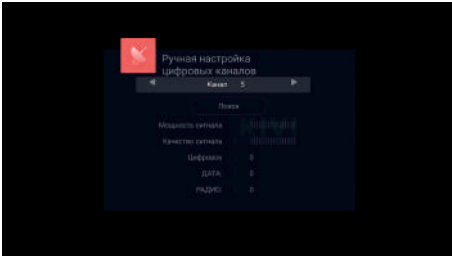 Ручная настройка
цифровых каналов
Канал 5
Поиск
Мощность сигнала
Качество сигнала
Цифровое 0
ДАТА: 0
РАДИО: 0